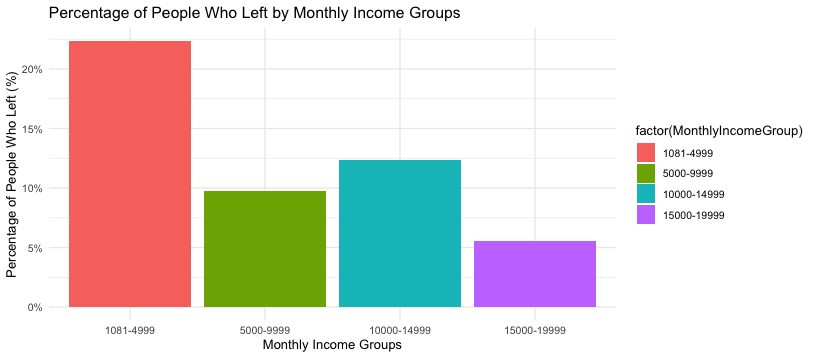 Percentage of People Who Left by Monthly Income Groups
Percentage of People Who Left (%)
20%
15%
10%
5%
0%
1081-4999 5000-9999 10000-14999 15000-19999
Monthly Income Groups
factor(MonthlyIncomeGroup)
1081-4999
5000-9999
10000-14999
15000-19999